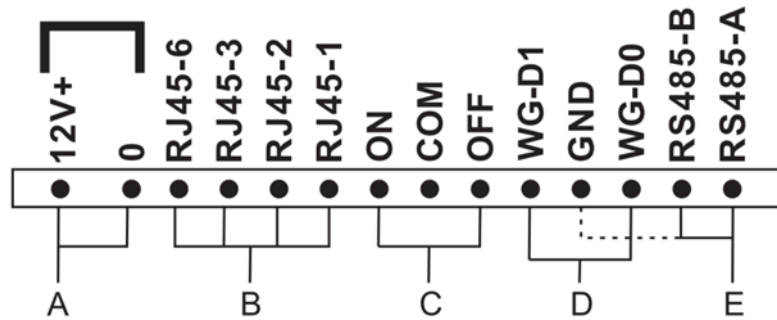 12V+
0
RJ45-6
RJ45-3
RJ45-2
RJ45-1
ON
COM
OFF
WG-D1
GND
WG-D0
RS485-B
RS485-A
A
B
C
D
E